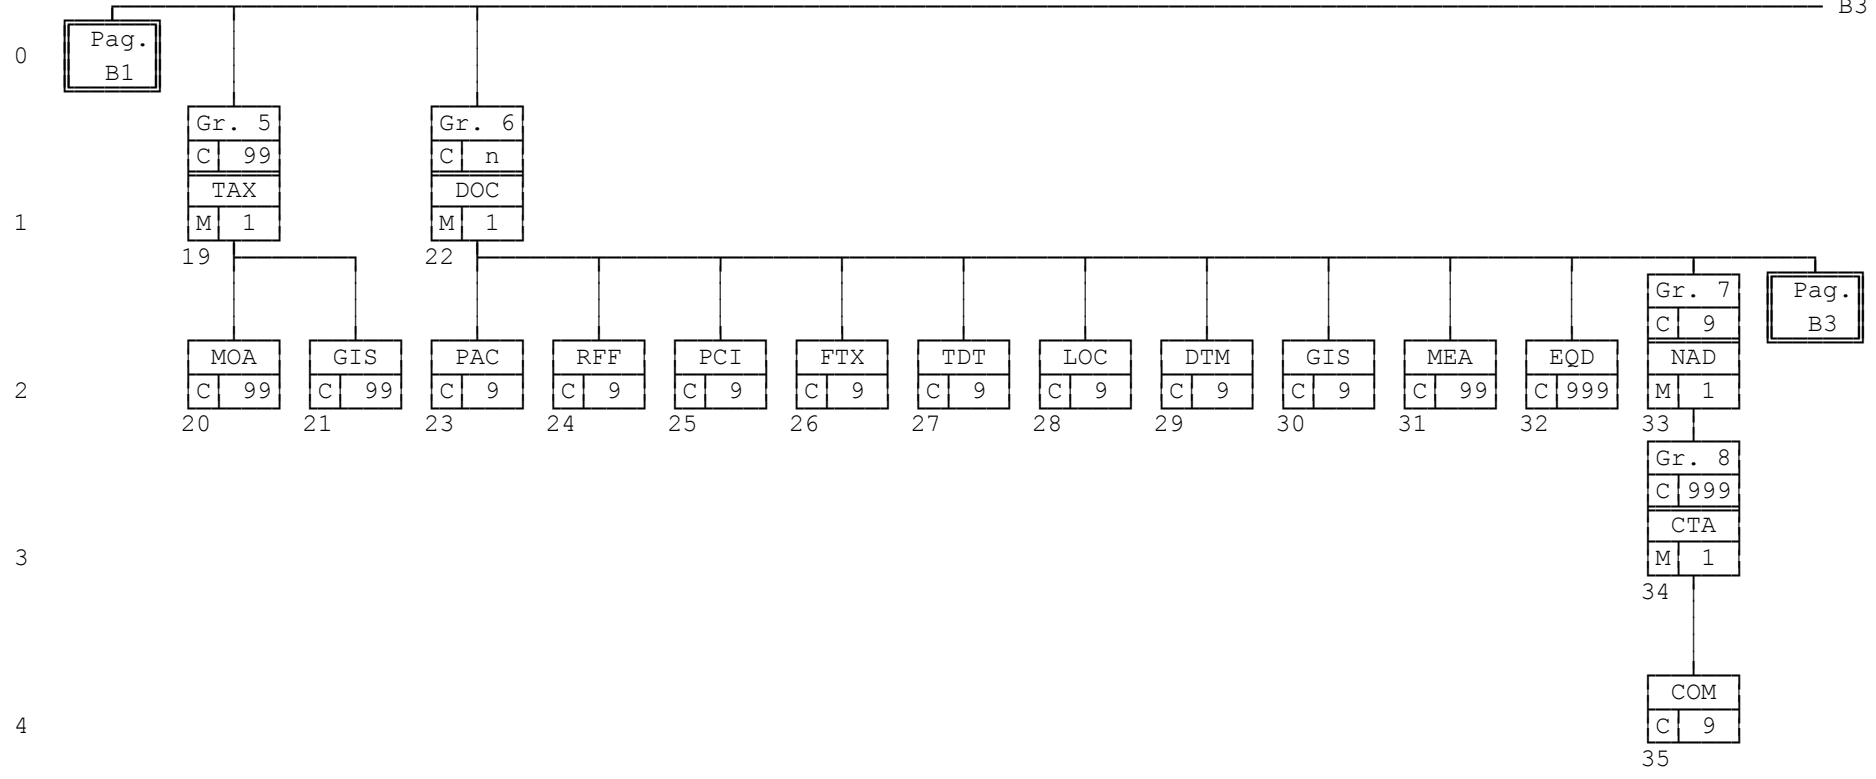 B3
Pag.
0
B1
Gr. 5 Gr. 6
C 99 C n
TAX DOC
1 M 1 M 1
19 22
Gr. 7 Pag.
C 9 B3
MOA GIS PAC RFF PCI FTX TDT LOC DTM GIS MEA EQD NAD
2 C 99 C 99 C 9 C 9 C 9 C 9 C 9 C 9 C 9 C 9 C 99 C 999 M 1
20 21 23 24 25 26 27 28 29 30 31 32 33
Gr. 8
C 999
CTA
3 M 1
34
COM
4 C 9
35